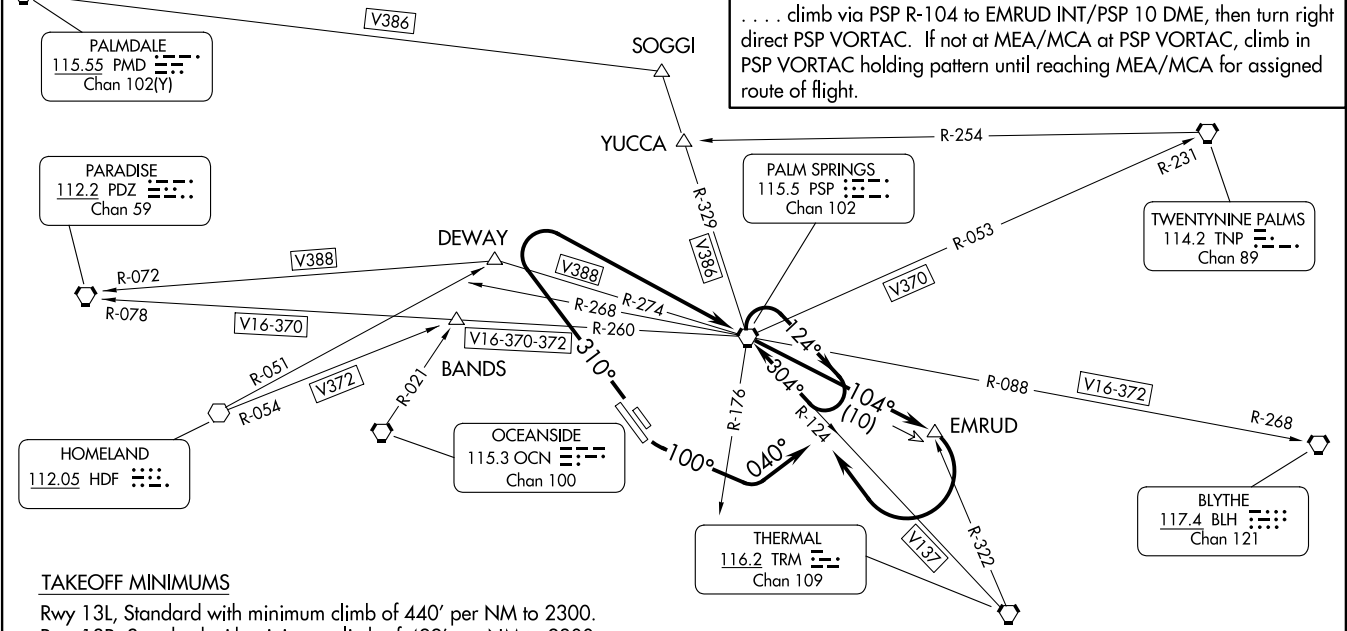 . . . . climb via PSP R-104 to EMRUD INT/PSP 10 DME, then turn right
direct PSP VORTAC. If not at MEA/MCA at PSP VORTAC, climb in
PSP VORTAC holding pattern until reaching MEA/MCA for assigned
route of flight.
V386
PALMDALE
115.55 PMD
Chan 102(Y)
SOGGI
YUCCA
R-254
R-231
PARADISE
112.2 PDZ
Chan 59
PALM SPRINGS
115.5 PSP
Chan 102
TWENTYNINE PALMS
114.2 TNP
Chan 89
R-329
V386
R-053
V370
DEWAY
V388
R-072
V388
R-274
R-268
R-078
V16-370
V16-370-372
R-260
BANDS
R-051
V372
R-054
R-021
310°
124°
304°
104°
(10)
R-124
EMRUD
R-088
V16-372
R-268
R-176
100°
040°
HOMELAND
112.05 HDF
OCEANSIDE
115.3 OCN
Chan 100
THERMAL
116.2 TRM
Chan 109
V137
R-322
BLYTHE
117.4 BLH
Chan 121
TAKEOFF MINIMUMS
Rwy 13L, Standard with minimum climb of 440' per NM to 2300.